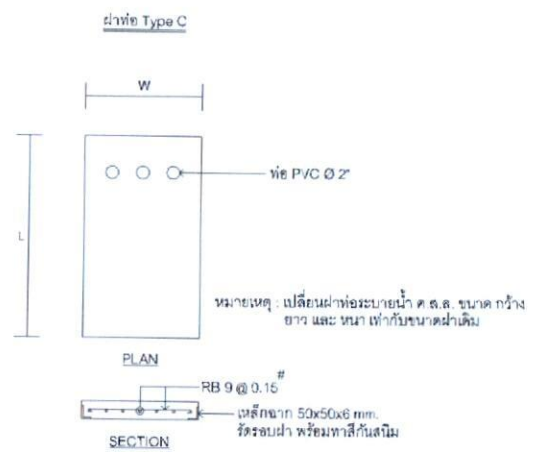 ฝาท่อ Type C
W
ท่อ PVC Ø 2"
L
หมายเหตุ : เปลี่ยนฝาท่อระบายน้ำ ค.ส.ล. ขนาด กว้าง
ยาว และ หนา เท่ากับขนาดฝาเดิม
PLAN
RB 9 @ 0.15 #
เหล็กฉาก 50x50x6 mm.
รัดรอบฝา พร้อมทาสีกันสนิม
SECTION